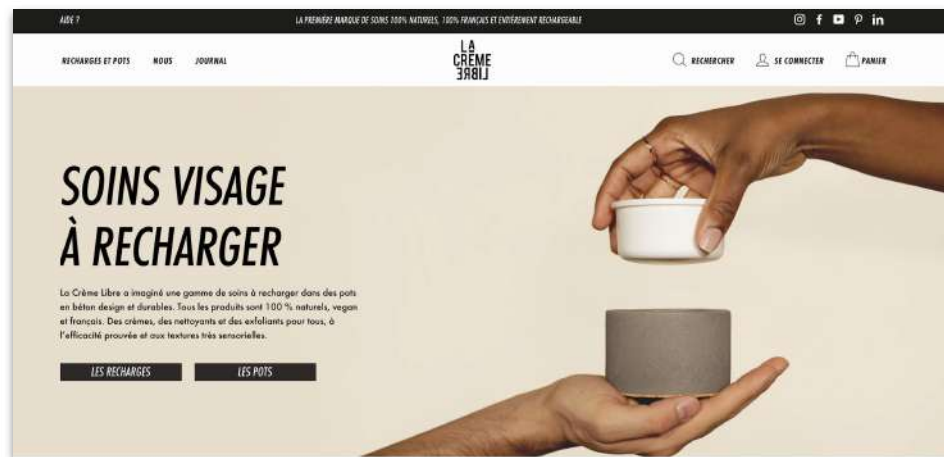 AIDE ?
LA PREMIÈRE MARQUE DE SOINS 100% NATURELS, 100% FRANÇAIS ET ENTIÈREMENT RECHARGEABLE
RECHARGES ET POTS NOUS JOURNAL
LA
CRÈME
LIBRE
RECHERCHER SE CONNECTER PANIER
SOINS VISAGE
À RECHARGER
La Crème Libre a imaginé une gamme de soins à recharger dans des pots
en béton design et durables. Tous les produits sont 100 % naturels, vegan
et français. Des crèmes, des nettoyants et des exfoliants pour tous, à
l'efficacité prouvée et aux textures très sensorielles.
LES RECHARGES LES POTS